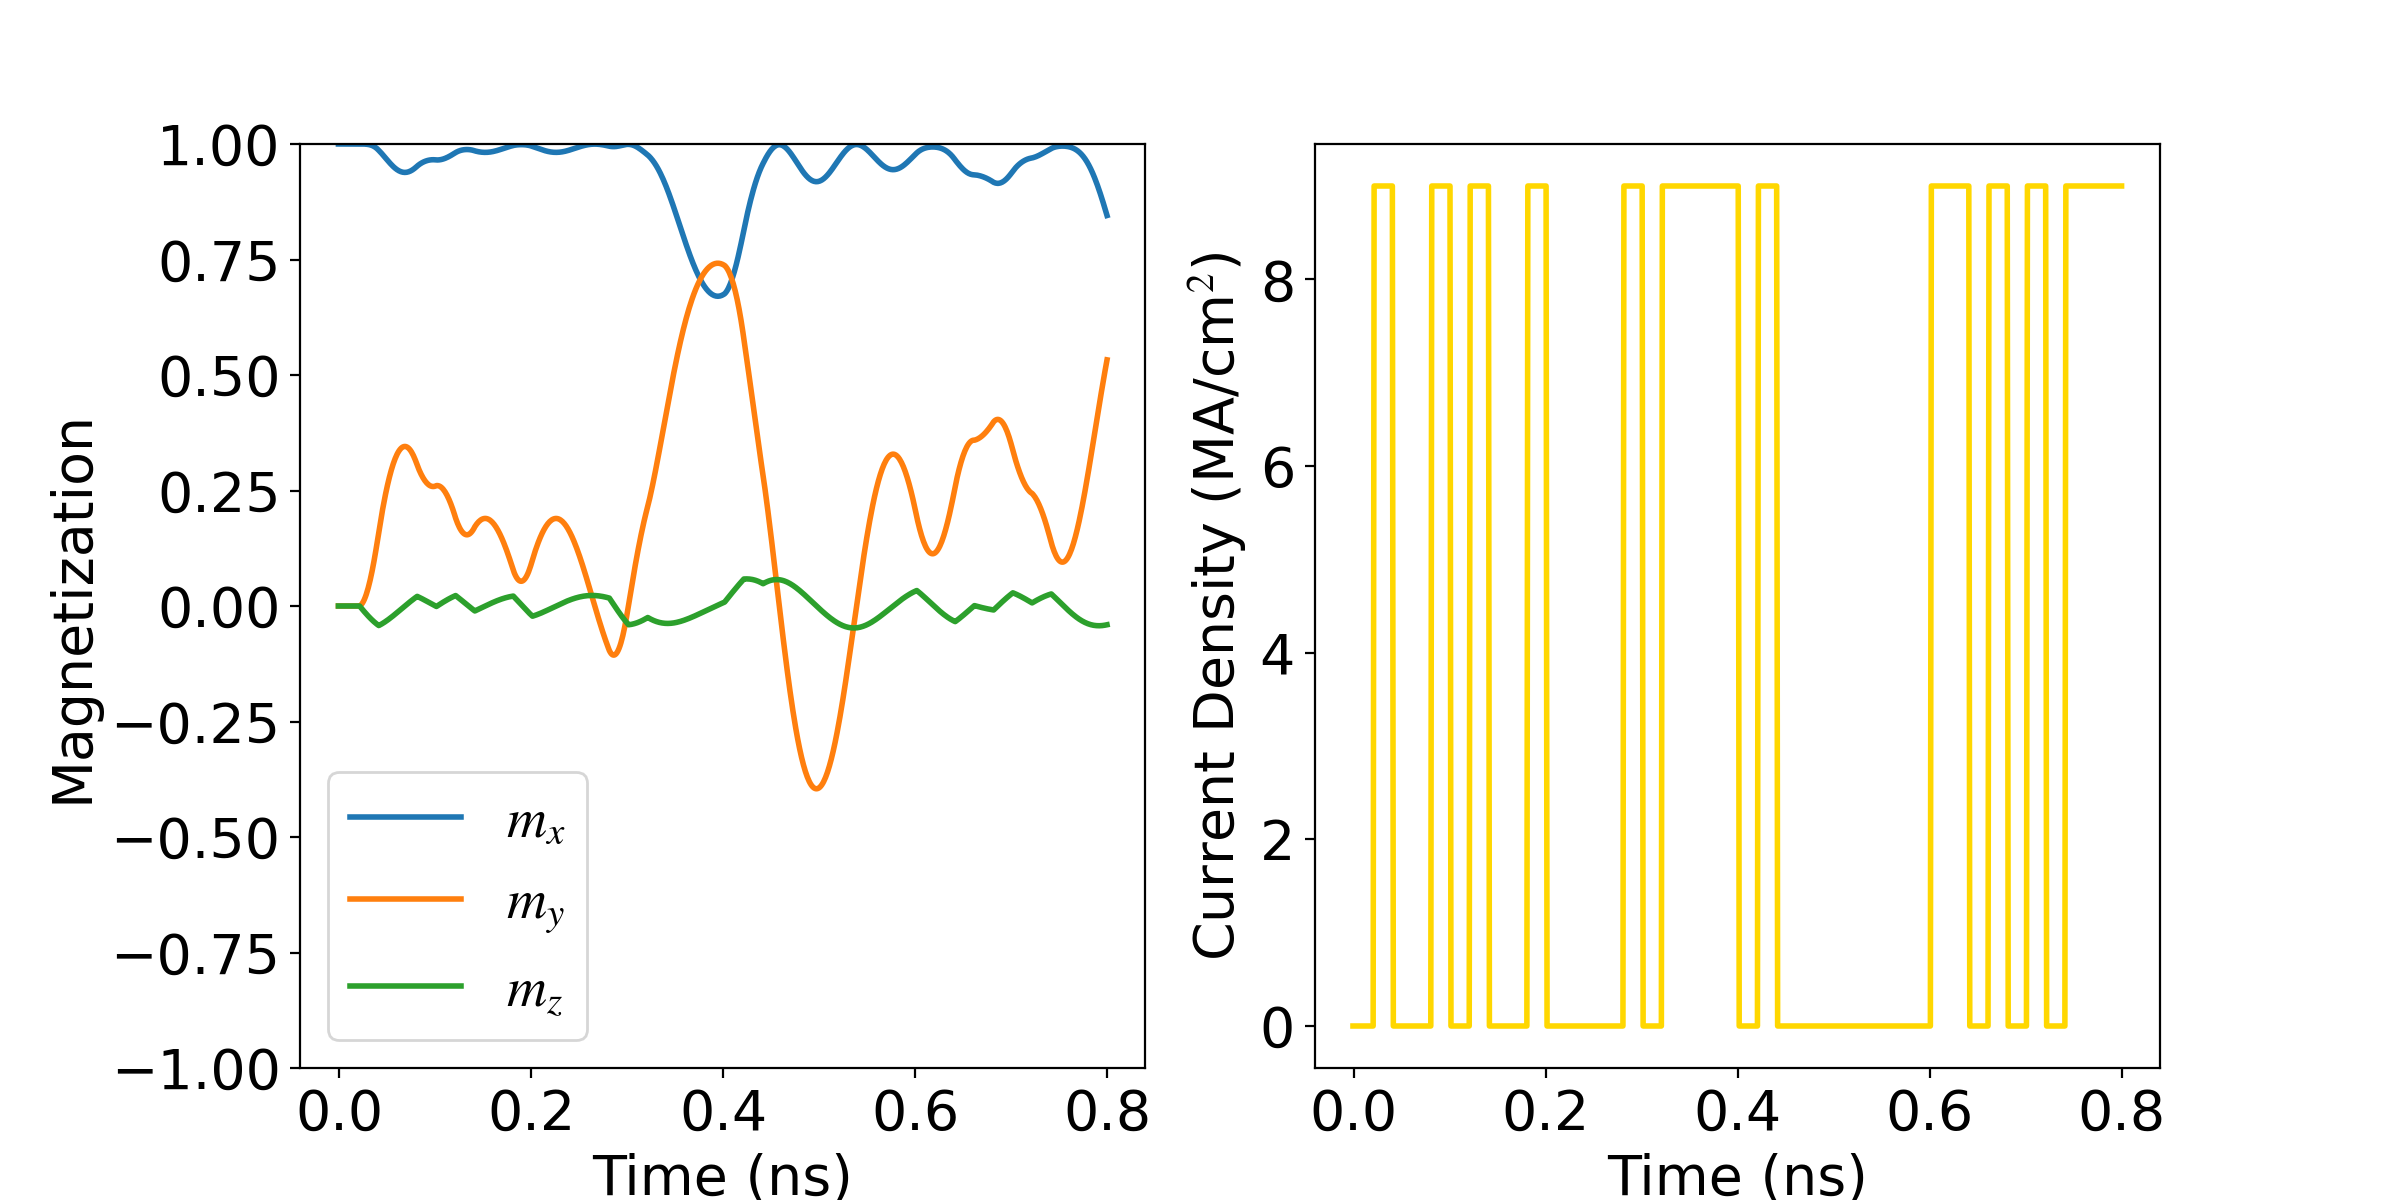 1.00
0.75
0.50
0.25
0.00
−0.25
−0.50
−0.75
−1.00
Magnetization
m_x
m_y
m_z
0.0 0.2 0.4 0.6 0.8
Time (ns)
8
6
4
2
0
Current Density (MA/cm²)
0.0 0.2 0.4 0.6 0.8
Time (ns)